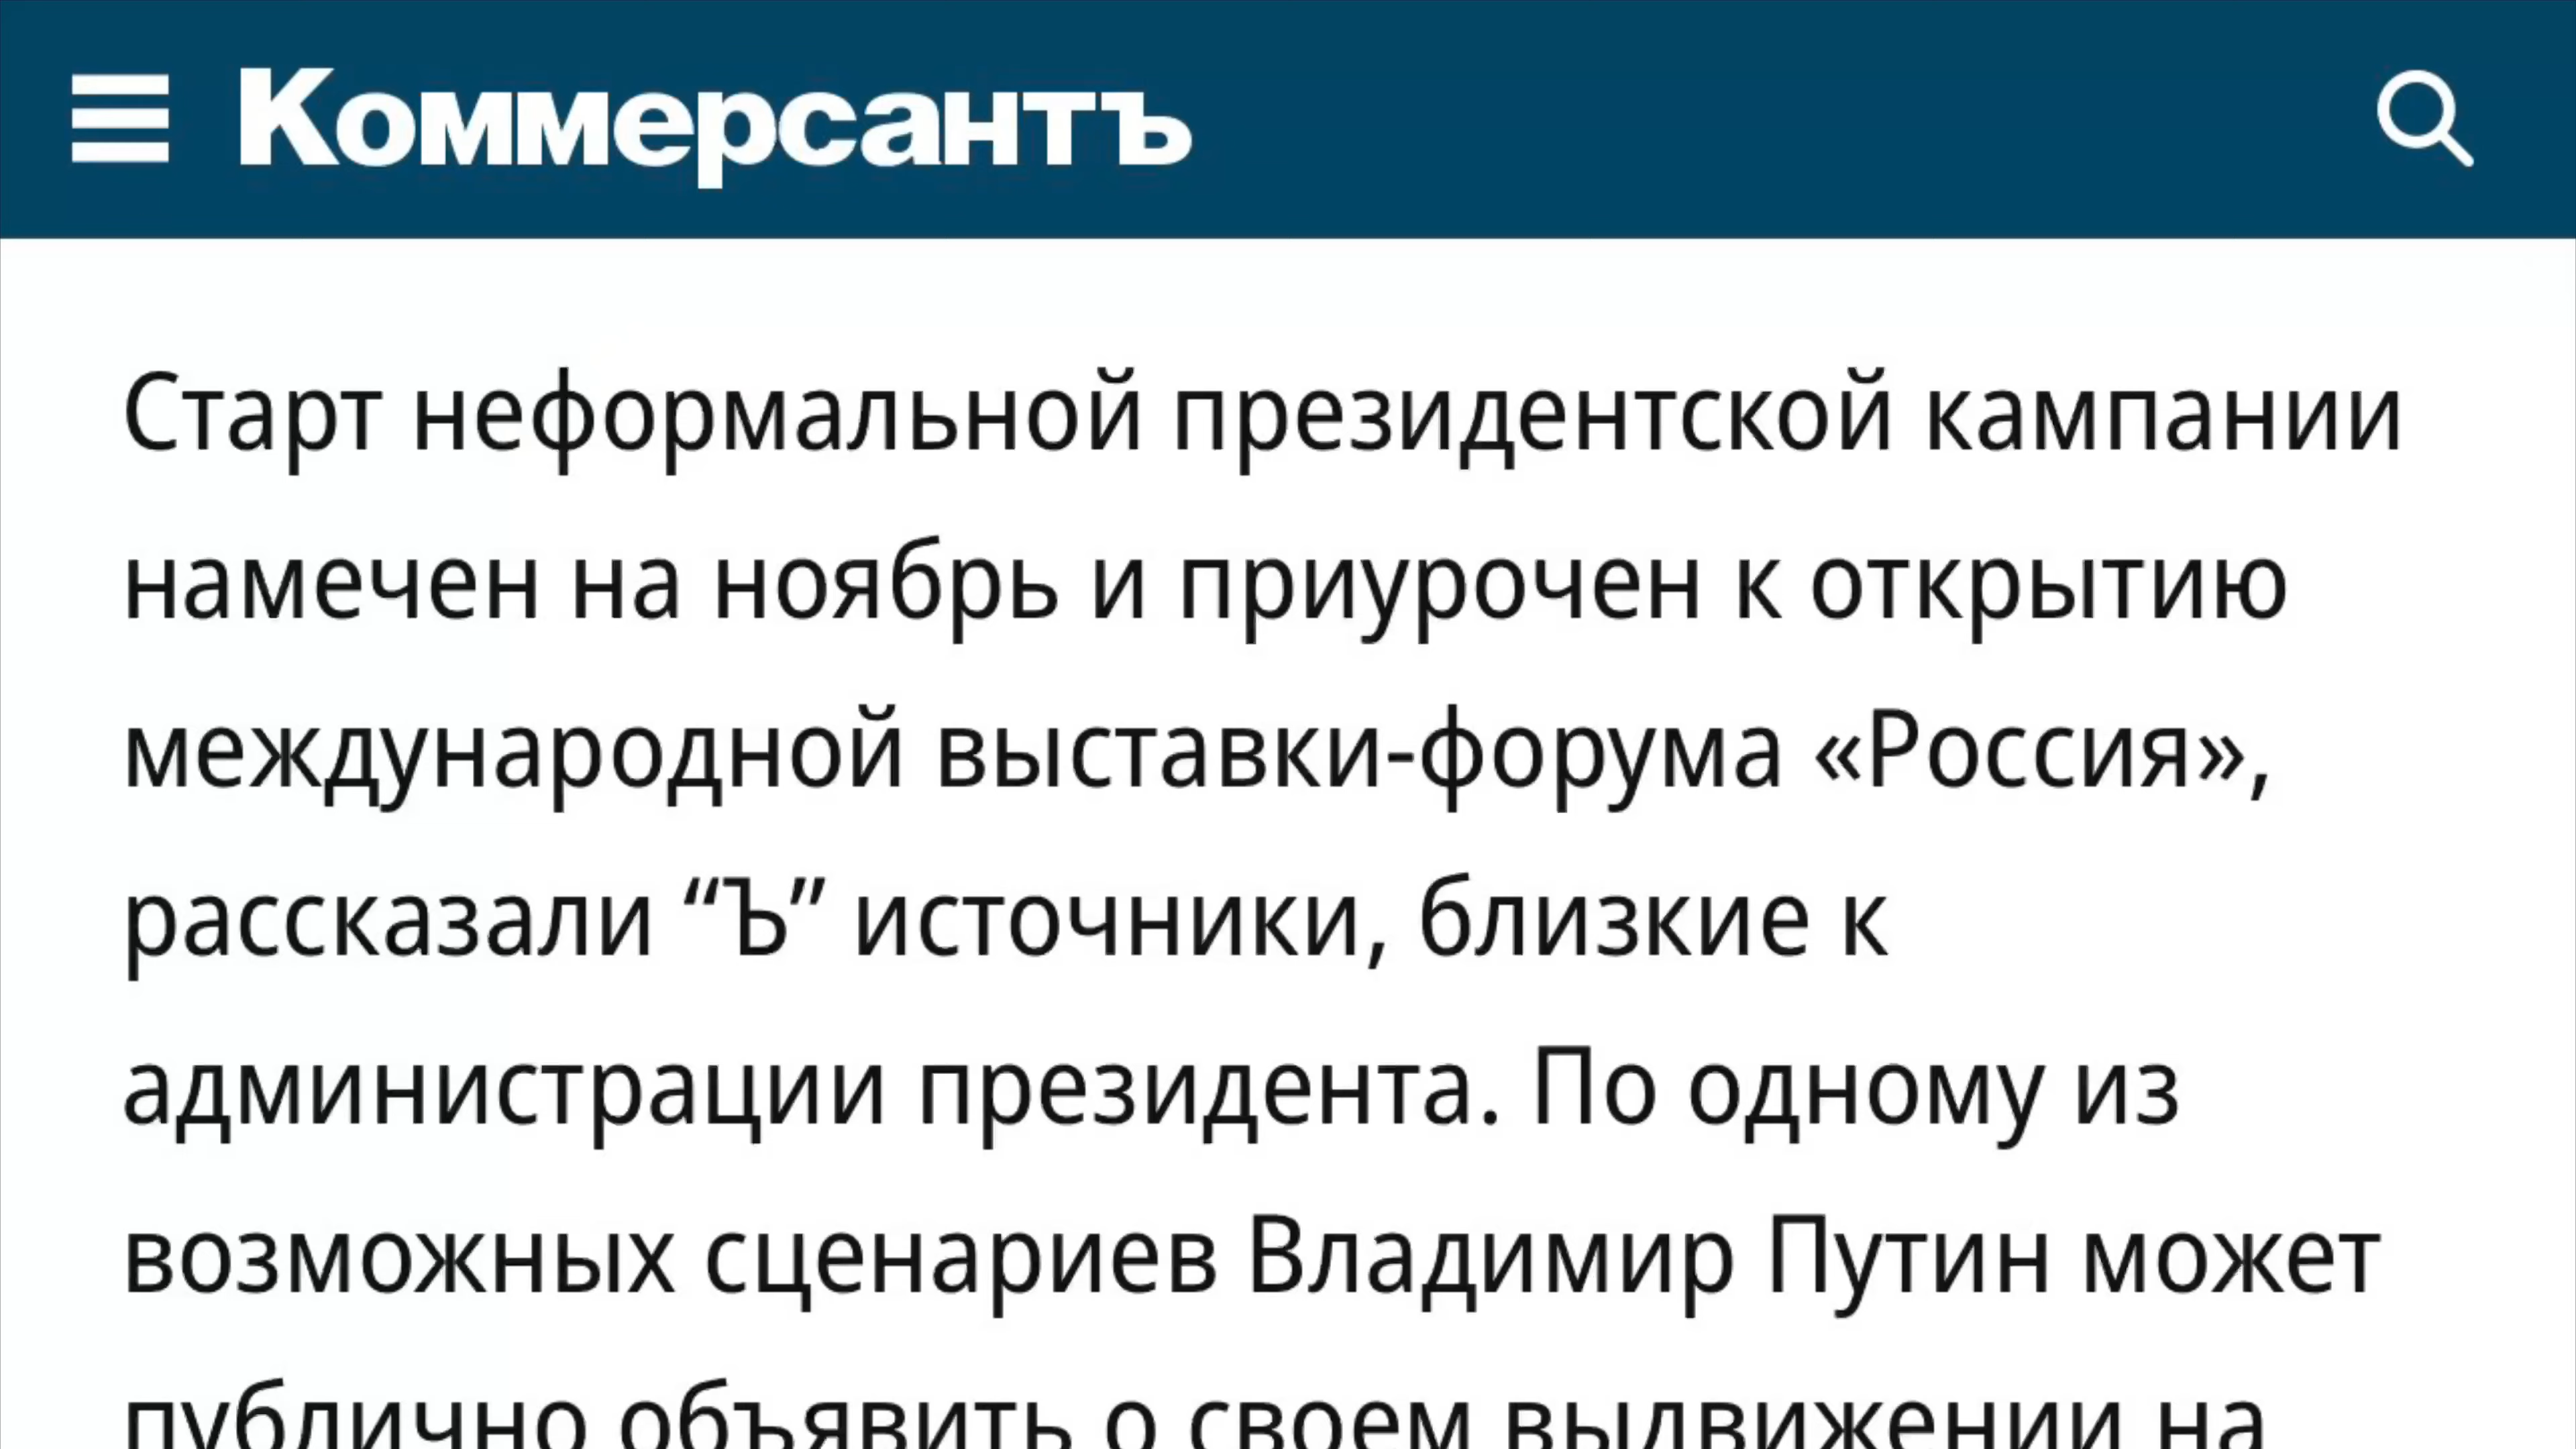 Коммерсантъ
Старт неформальной президентской кампании
намечен на ноябрь и приурочен к открытию
международной выставки-форума «Россия»,
рассказали “Ъ” источники, близкие к
администрации президента. По одному из
возможных сценариев Владимир Путин может
публично объявить о своем выдвижении на